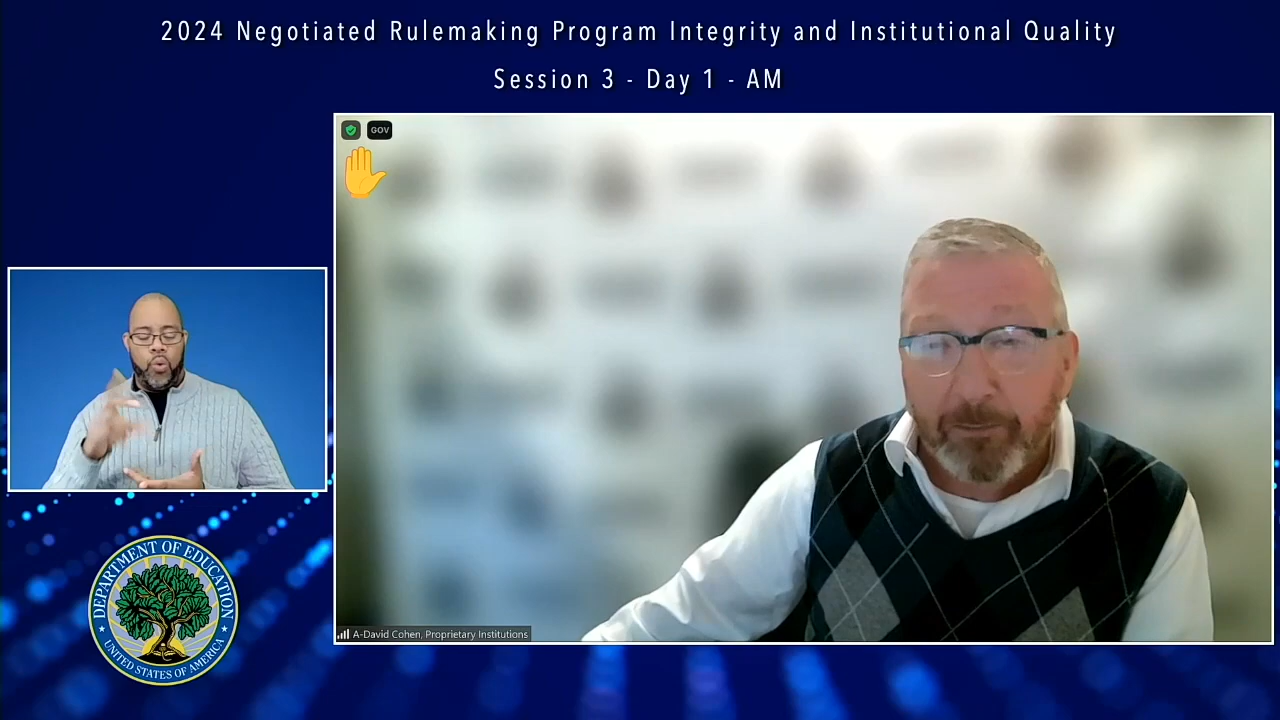 2024 Negotiated Rulemaking Program Integrity and Institutional Quality
Session 3 - Day 1 - AM
GOV
A-David Cohen, Proprietary Institutions
DEPARTMENT OF EDUCATION
UNITED STATES OF AMERICA